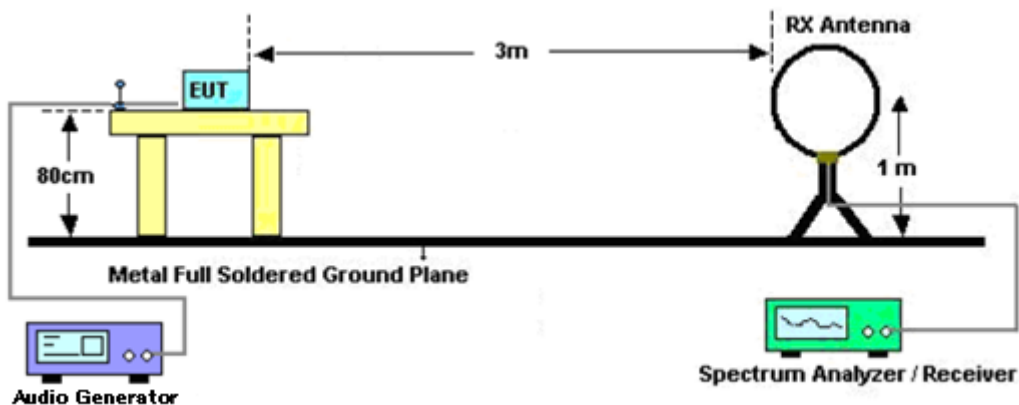 RX Antenna
3m
EUT
80cm
1 m
Metal Full Soldered Ground Plane
Audio Generator
Spectrum Analyzer / Receiver